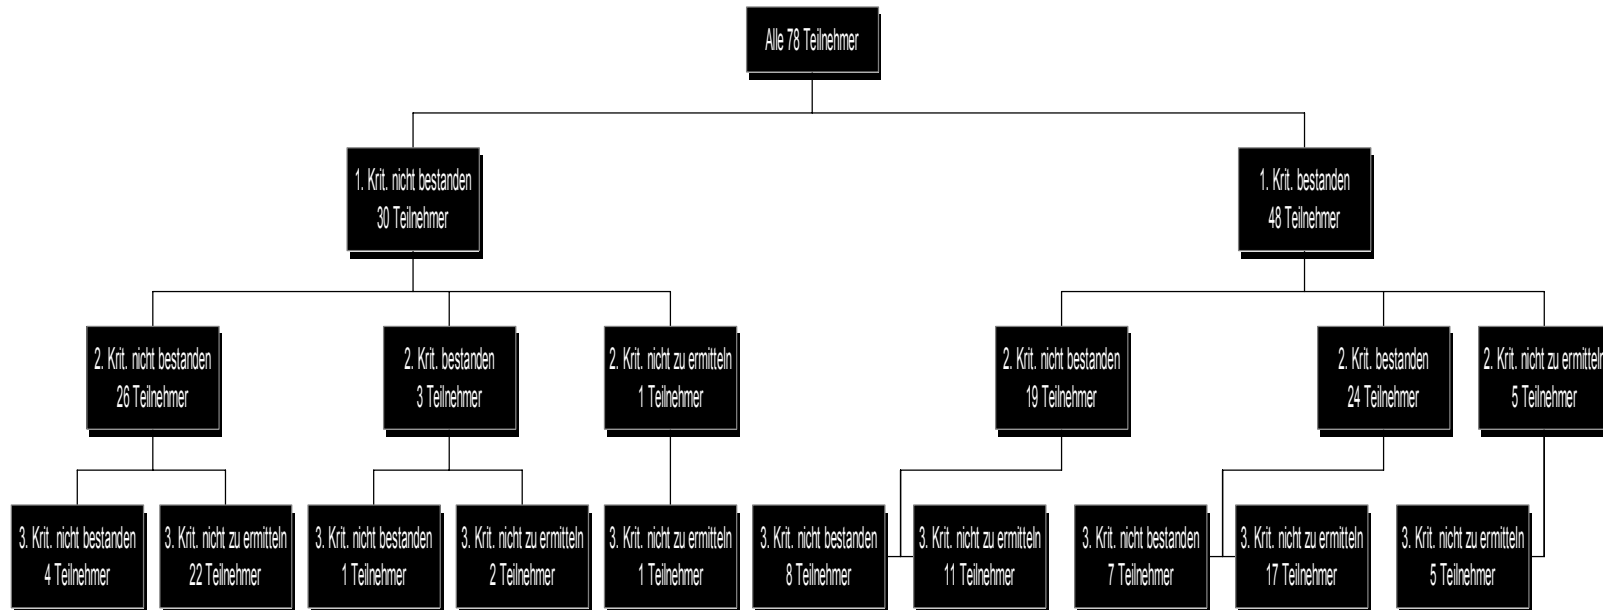 Alle 78 Teilnehmer
1. Krit. nicht bestanden
30 Teilnehmer
1. Krit. bestanden
48 Teilnehmer
2. Krit. nicht bestanden
26 Teilnehmer
2. Krit. bestanden
3 Teilnehmer
2. Krit. nicht zu ermitteln
1 Teilnehmer
2. Krit. nicht bestanden
19 Teilnehmer
2. Krit. bestanden
24 Teilnehmer
2. Krit. nicht zu ermitteln
5 Teilnehmer
3. Krit. nicht bestanden
4 Teilnehmer
3. Krit. nicht zu ermitteln
22 Teilnehmer
3. Krit. nicht bestanden
1 Teilnehmer
3. Krit. nicht zu ermitteln
2 Teilnehmer
3. Krit. nicht zu ermitteln
1 Teilnehmer
3. Krit. nicht bestanden
8 Teilnehmer
3. Krit. nicht zu ermitteln
11 Teilnehmer
3. Krit. nicht bestanden
7 Teilnehmer
3. Krit. nicht zu ermitteln
17 Teilnehmer
3. Krit. nicht zu ermitteln
5 Teilnehmer